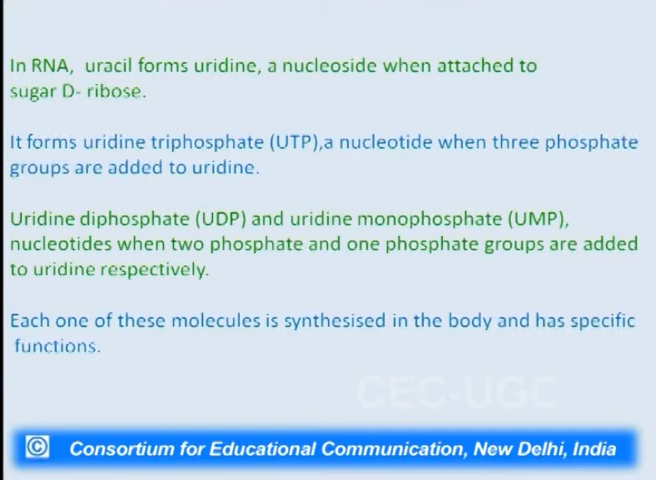 In RNA, uracil forms uridine, a nucleoside when attached to
sugar D- ribose.
It forms uridine triphosphate (UTP),a nucleotide when three phosphate
groups are added to uridine.
Uridine diphosphate (UDP) and uridine monophosphate (UMP),
nucleotides when two phosphate and one phosphate groups are added
to uridine respectively.
Each one of these molecules is synthesised in the body and has specific
functions.
CEC-UGC
© Consortium for Educational Communication, New Delhi, India